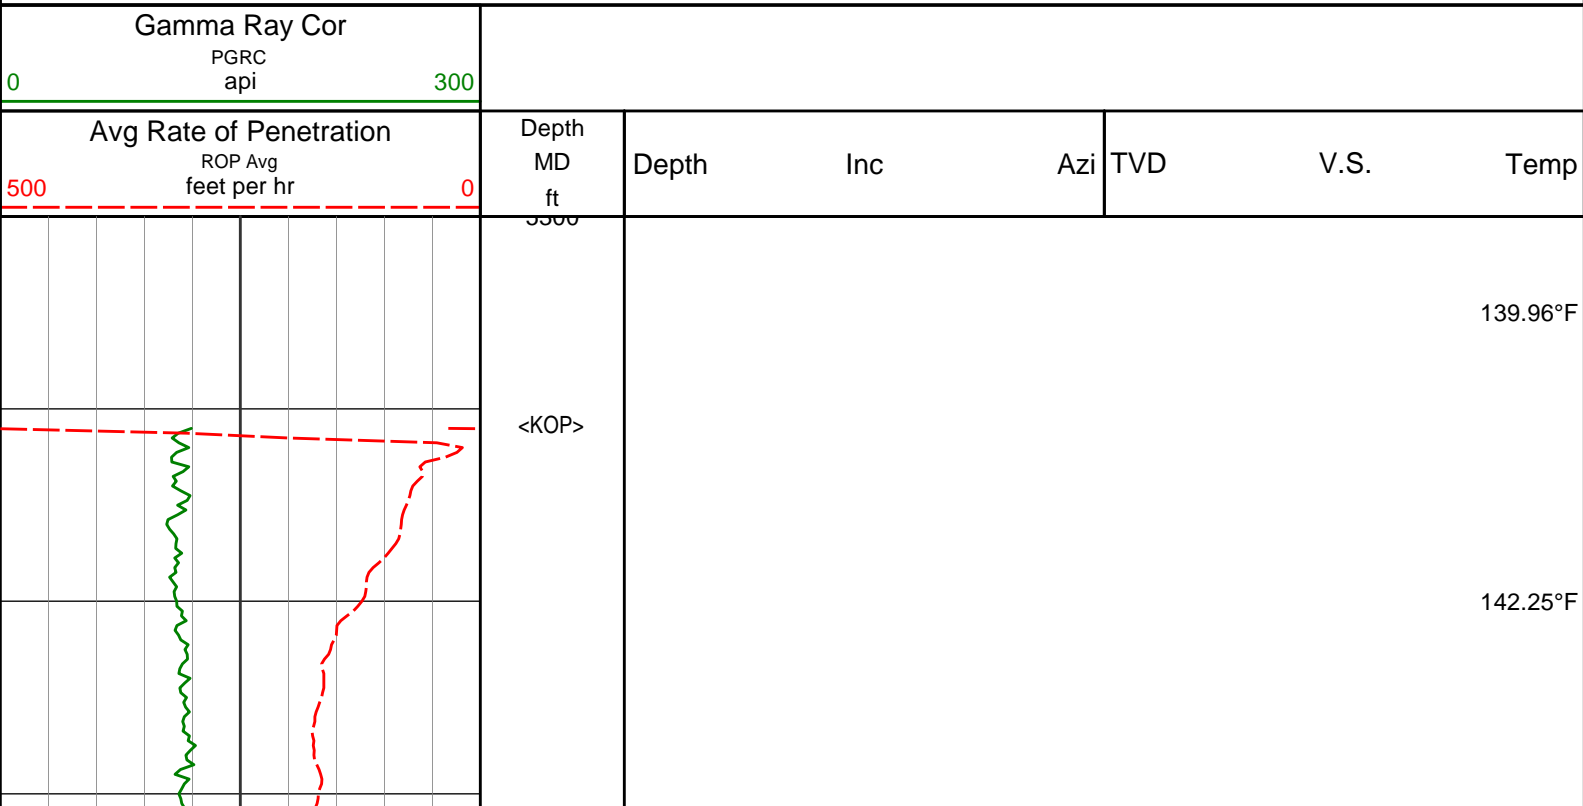 Gamma Ray Cor
PGRC
0 api 300
Avg Rate of Penetration
ROP Avg
500 feet per hr 0
Depth
MD
ft
Depth Inc Azi TVD V.S. Temp
139.96°F
<KOP>
142.25°F